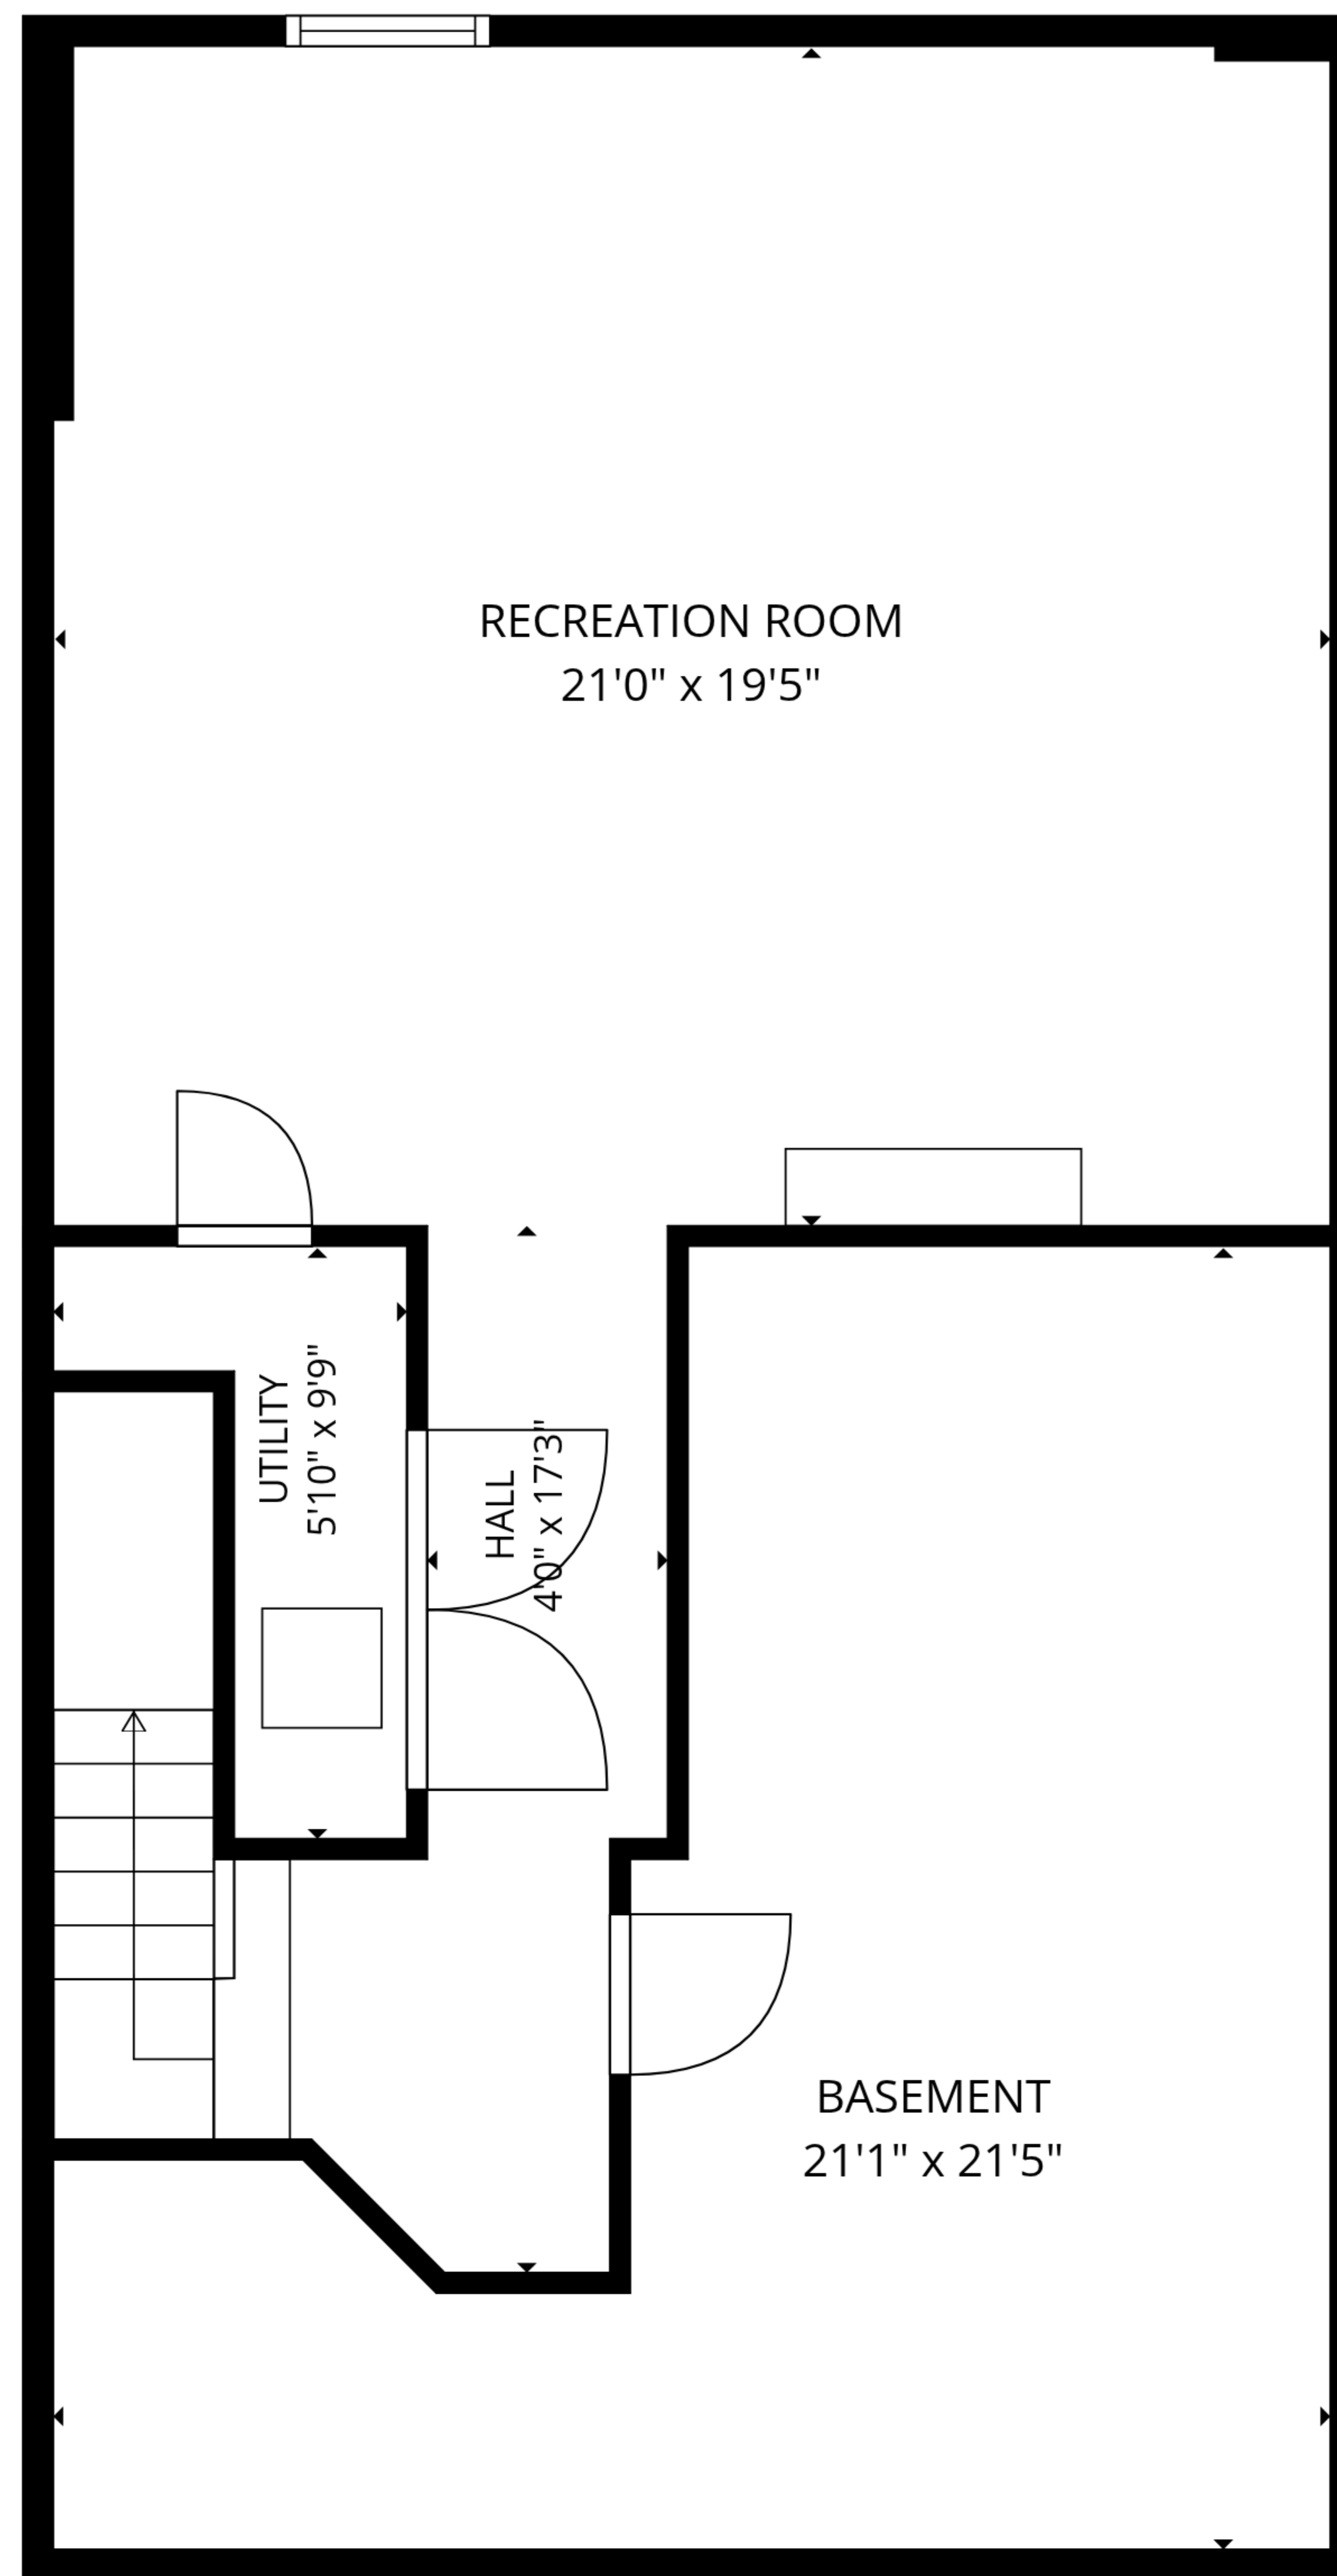 RECREATION ROOM
21'0" x 19'5"
UTILITY
5'10" x 9'9"
HALL
4'0" x 17'3"
BASEMENT
21'1" x 21'5"